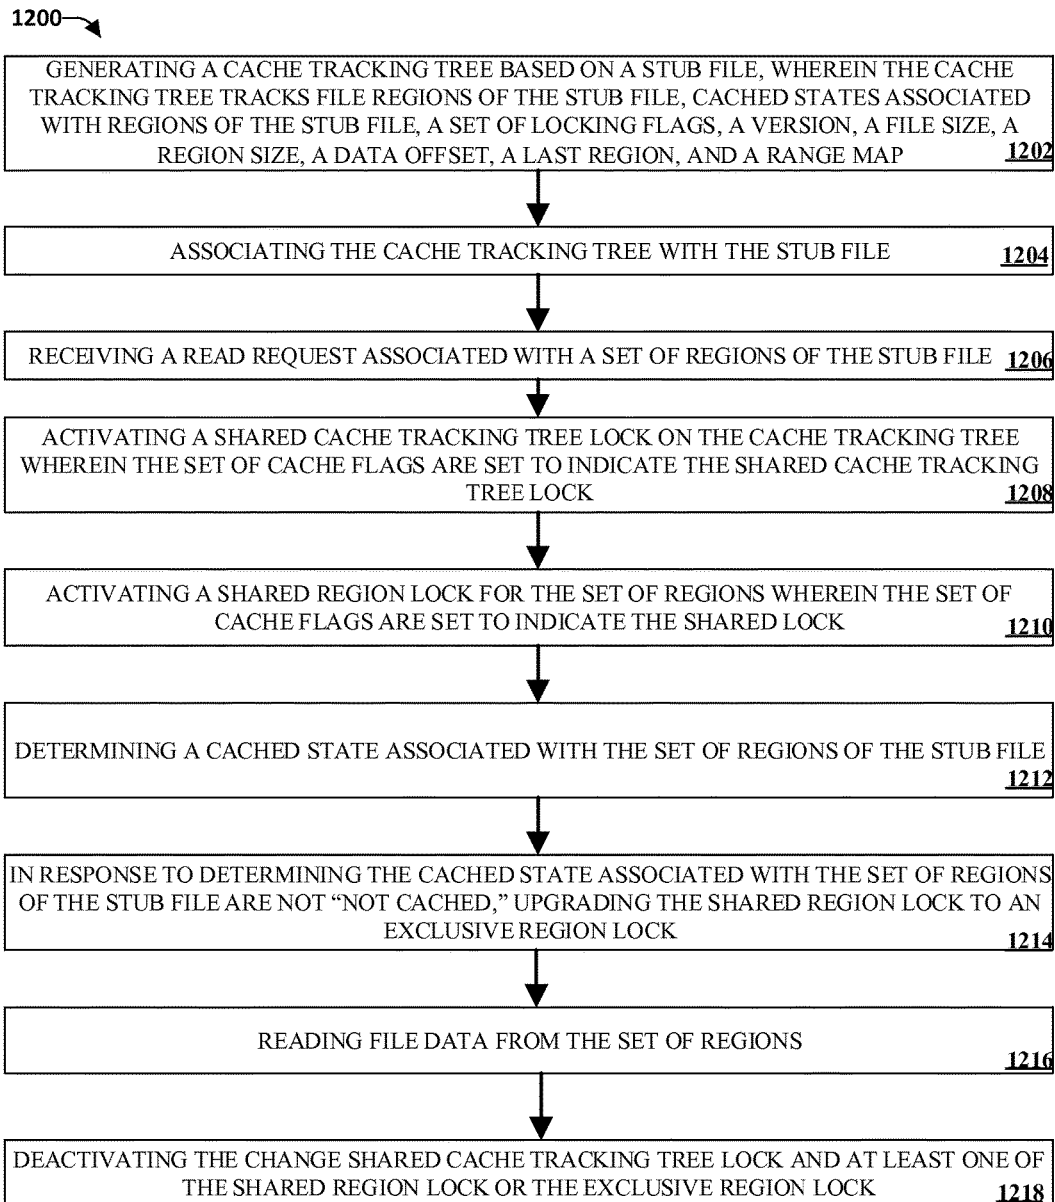 1200
GENERATING A CACHE TRACKING TREE BASED ON A STUB FILE, WHEREIN THE CACHE
TRACKING TREE TRACKS FILE REGIONS OF THE STUB FILE, CACHED STATES ASSOCIATED
WITH REGIONS OF THE STUB FILE, A SET OF LOCKING FLAGS, A VERSION, A FILE SIZE, A
REGION SIZE, A DATA OFFSET, A LAST REGION, AND A RANGE MAP 1202
ASSOCIATING THE CACHE TRACKING TREE WITH THE STUB FILE 1204
RECEIVING A READ REQUEST ASSOCIATED WITH A SET OF REGIONS OF THE STUB FILE 1206
ACTIVATING A SHARED CACHE TRACKING TREE LOCK ON THE CACHE TRACKING TREE
WHEREIN THE SET OF CACHE FLAGS ARE SET TO INDICATE THE SHARED CACHE TRACKING
TREE LOCK 1208
ACTIVATING A SHARED REGION LOCK FOR THE SET OF REGIONS WHEREIN THE SET OF
CACHE FLAGS ARE SET TO INDICATE THE SHARED LOCK 1210
DETERMINING A CACHED STATE ASSOCIATED WITH THE SET OF REGIONS OF THE STUB FILE
1212
IN RESPONSE TO DETERMINING THE CACHED STATE ASSOCIATED WITH THE SET OF REGIONS
OF THE STUB FILE ARE NOT “NOT CACHED,” UPGRADING THE SHARED REGION LOCK TO AN
EXCLUSIVE REGION LOCK 1214
READING FILE DATA FROM THE SET OF REGIONS 1216
DEACTIVATING THE CHANGE SHARED CACHE TRACKING TREE LOCK AND AT LEAST ONE OF
THE SHARED REGION LOCK OR THE EXCLUSIVE REGION LOCK 1218